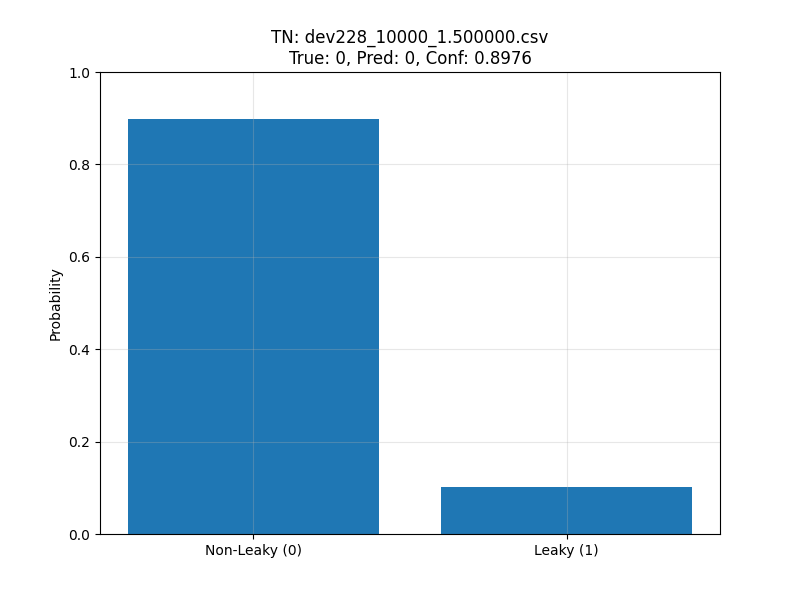 TN: dev228_10000_1.500000.csv
True: 0, Pred: 0, Conf: 0.8976
1.0
0.8
0.6
0.4
0.2
0.0
Probability
Non-Leaky (0)
Leaky (1)